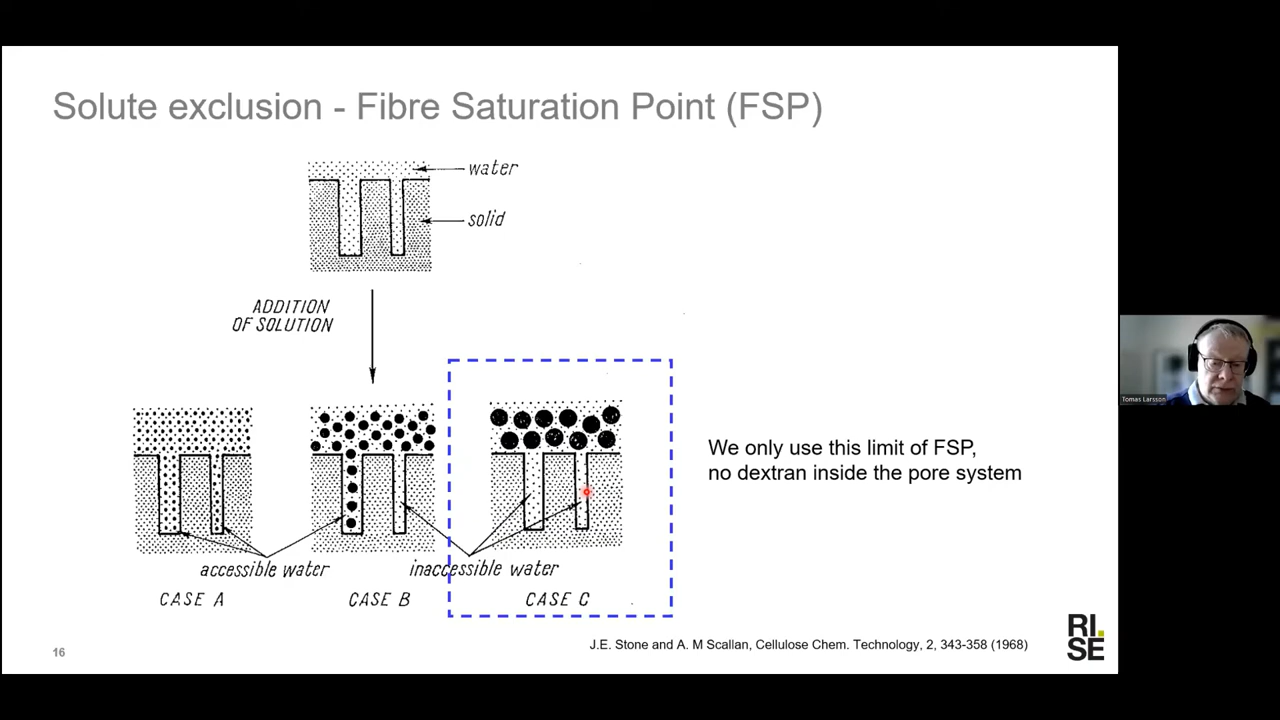 Solute exclusion - Fibre Saturation Point (FSP)
water
solid
ADDITION
OF SOLUTION
We only use this limit of FSP,
no dextran inside the pore system
accessible water
inaccessible water
CASE A
CASE B
CASE C
J.E. Stone and A. M Scallan, Cellulose Chem. Technology, 2, 343-358 (1968)
16
RI.
SE
Tomas Larsson